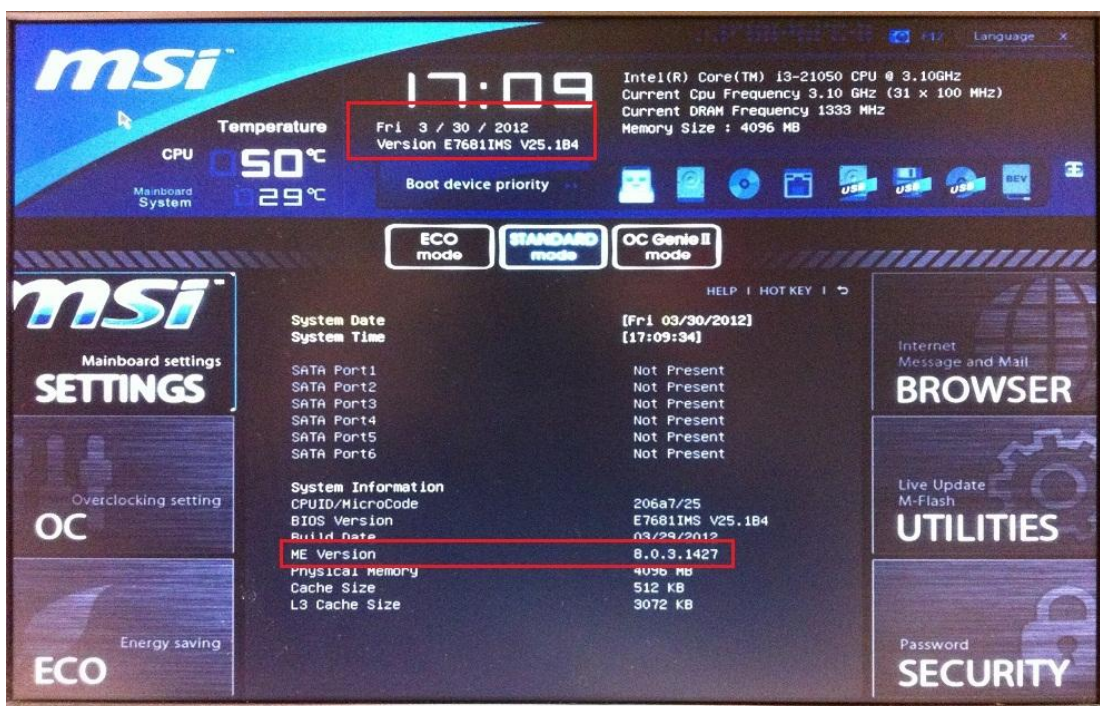 msi
Language ×
17:09
Intel(R) Core(TM) i3-21050 CPU @ 3.10GHz
Current Cpu Frequency 3.10 GHz (31 x 100 MHz)
Current DRAM Frequency 1333 MHz
Memory Size : 4096 MB
Temperature
Fri 3 / 30 / 2012
Version E7681IMS V25.1B4
CPU 50°C
Mainboard
System 29°C
Boot device priority
USB USB USB BEV
ECO
mode
STANDARD
mode
OC Genie II
mode
HELP | HOT KEY |
msi
Mainboard settings
SETTINGS
Overclocking setting
OC
Energy saving
ECO
System Date [Fri 03/30/2012]
System Time [17:09:34]
SATA Port1 Not Present
SATA Port2 Not Present
SATA Port3 Not Present
SATA Port4 Not Present
SATA Port5 Not Present
SATA Port6 Not Present
System Information
CPUID/MicroCode 206a7/25
BIOS Version E7681IMS V25.1B4
Build Date 03/29/2012
ME Version 8.0.3.1427
Physical Memory 4096 MB
Cache Size 512 KB
L3 Cache Size 3072 KB
Internet
Message and Mail
BROWSER
Live Update
M-Flash
UTILITIES
Password
SECURITY